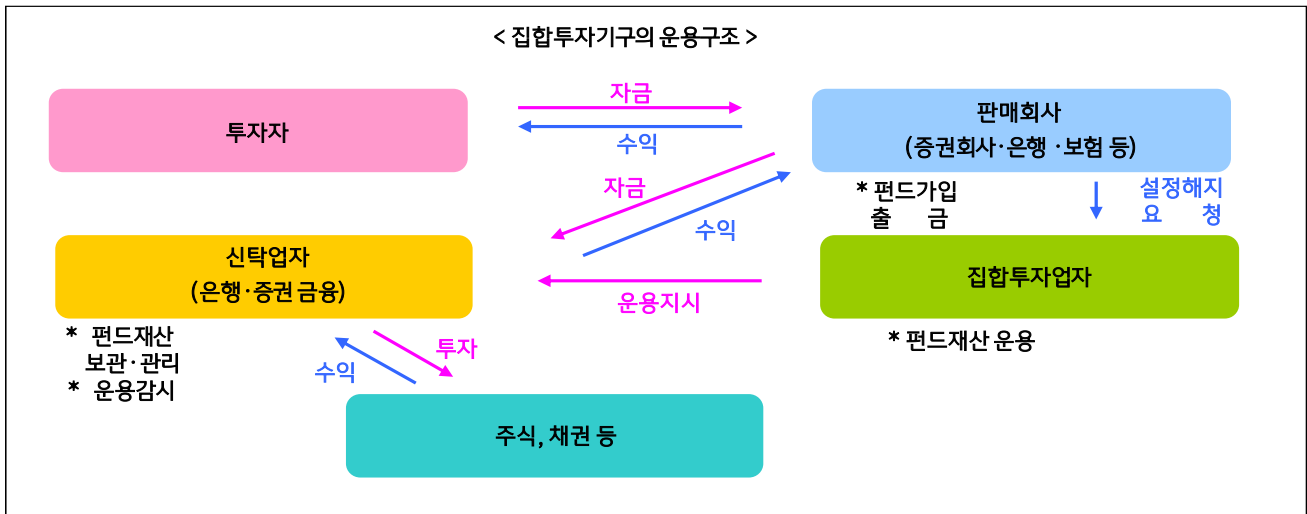 < 집합투자기구의 운용구조 >
투자자
자금
수익
판매회사
(증권회사·은행 ·보험 등)
* 펀드가입
출 금
설정해지
요 청
자금
수익
신탁업자
(은행·증권 금융)
운용지시
집합투자업자
* 펀드재산
보관·관리
* 운용감시
* 펀드재산 운용
수익
투자
주식, 채권 등